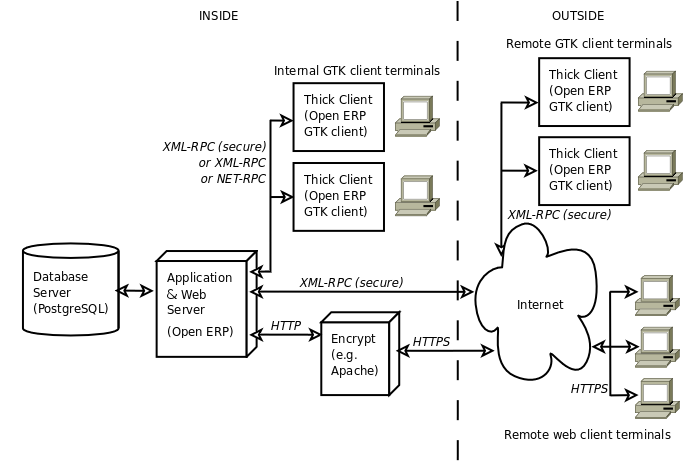 INSIDE
OUTSIDE
Internal GTK client terminals
Remote GTK client terminals
Thick Client
(Open ERP
GTK client)
Thick Client
(Open ERP
GTK client)
XML-RPC (secure)
or XML-RPC
or NET-RPC
Thick Client
(Open ERP
GTK client)
Thick Client
(Open ERP
GTK client)
XML-RPC (secure)
Database
Server
(PostgreSQL)
Application
& Web
Server
(Open ERP)
XML-RPC (secure)
Internet
HTTP
Encrypt
(e.g.
Apache)
HTTPS
HTTPS
Remote web client terminals